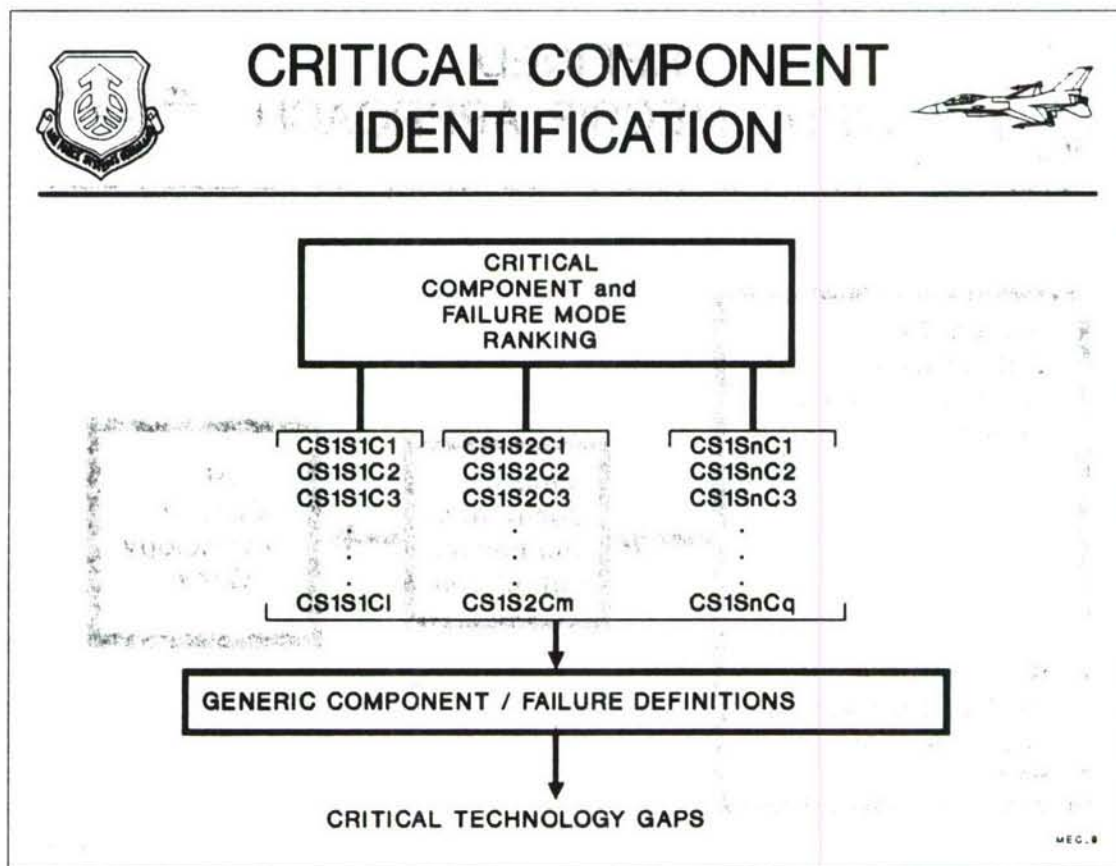 CRITICAL COMPONENT
IDENTIFICATION
CRITICAL
COMPONENT and
FAILURE MODE
RANKING
CS1S1C1 CS1S2C1 CS1SnC1
CS1S1C2 CS1S2C2 CS1SnC2
CS1S1C3 CS1S2C3 CS1SnC3
. . .
. . .
. . .
CS1S1Cl CS1S2Cm CS1SnCq
GENERIC COMPONENT / FAILURE DEFINITIONS
CRITICAL TECHNOLOGY GAPS